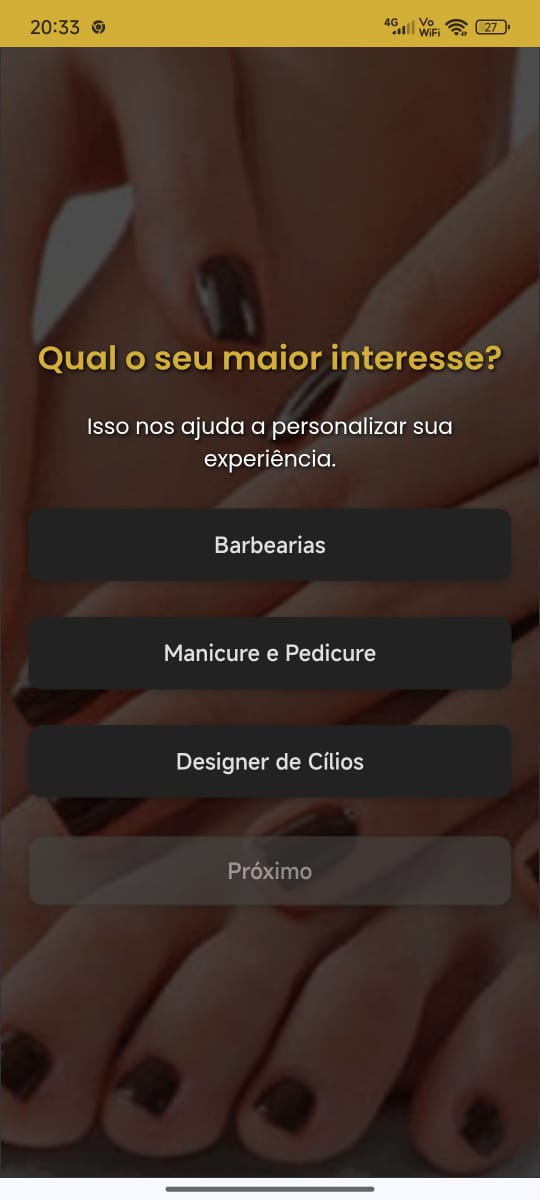 20:33
4G Vo WiFi 27
Qual o seu maior interesse?
Isso nos ajuda a personalizar sua
experiência.
Barbearias
Manicure e Pedicure
Designer de Cílios
Próximo